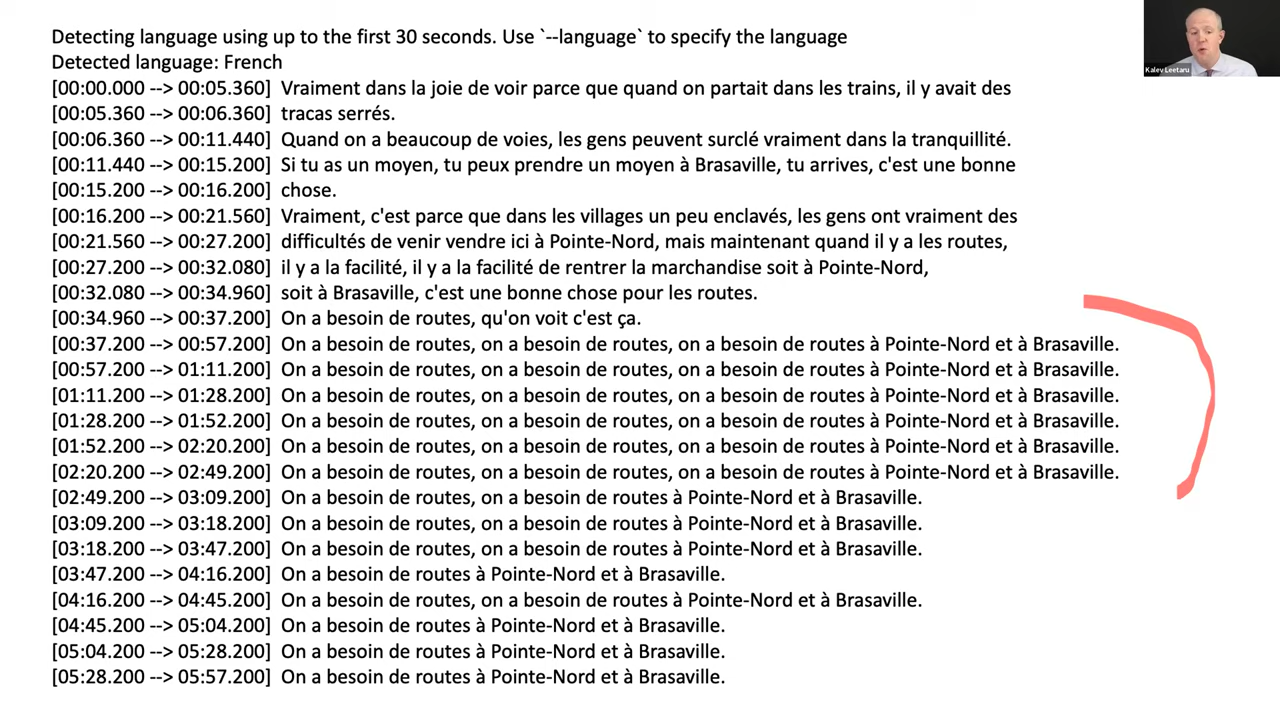 Detecting language using up to the first 30 seconds. Use `--language` to specify the language
Detected language: French
[00:00.000 --> 00:05.360] Vraiment dans la joie de voir parce que quand on partait dans les trains, il y avait des
[00:05.360 --> 00:06.360] tracas serrés.
[00:06.360 --> 00:11.440] Quand on a beaucoup de voies, les gens peuvent surclé vraiment dans la tranquillité.
[00:11.440 --> 00:15.200] Si tu as un moyen, tu peux prendre un moyen à Brasaville, tu arrives, c'est une bonne
[00:15.200 --> 00:16.200] chose.
[00:16.200 --> 00:21.560] Vraiment, c'est parce que dans les villages un peu enclavés, les gens ont vraiment des
[00:21.560 --> 00:27.200] difficultés de venir vendre ici à Pointe-Nord, mais maintenant quand il y a les routes,
[00:27.200 --> 00:32.080] il y a la facilité, il y a la facilité de rentrer la marchandise soit à Pointe-Nord,
[00:32.080 --> 00:34.960] soit à Brasaville, c'est une bonne chose pour les routes.
[00:34.960 --> 00:37.200] On a besoin de routes, qu'on voit c'est ça.
[00:37.200 --> 00:57.200] On a besoin de routes, on a besoin de routes, on a besoin de routes à Pointe-Nord et à Brasaville.
[00:57.200 --> 01:11.200] On a besoin de routes, on a besoin de routes, on a besoin de routes à Pointe-Nord et à Brasaville.
[01:11.200 --> 01:28.200] On a besoin de routes, on a besoin de routes, on a besoin de routes à Pointe-Nord et à Brasaville.
[01:28.200 --> 01:52.200] On a besoin de routes, on a besoin de routes, on a besoin de routes à Pointe-Nord et à Brasaville.
[01:52.200 --> 02:20.200] On a besoin de routes, on a besoin de routes, on a besoin de routes à Pointe-Nord et à Brasaville.
[02:20.200 --> 02:49.200] On a besoin de routes, on a besoin de routes, on a besoin de routes à Pointe-Nord et à Brasaville.
[02:49.200 --> 03:09.200] On a besoin de routes, on a besoin de routes à Pointe-Nord et à Brasaville.
[03:09.200 --> 03:18.200] On a besoin de routes, on a besoin de routes à Pointe-Nord et à Brasaville.
[03:18.200 --> 03:47.200] On a besoin de routes, on a besoin de routes à Pointe-Nord et à Brasaville.
[03:47.200 --> 04:16.200] On a besoin de routes à Pointe-Nord et à Brasaville.
[04:16.200 --> 04:45.200] On a besoin de routes, on a besoin de routes à Pointe-Nord et à Brasaville.
[04:45.200 --> 05:04.200] On a besoin de routes à Pointe-Nord et à Brasaville.
[05:04.200 --> 05:28.200] On a besoin de routes à Pointe-Nord et à Brasaville.
[05:28.200 --> 05:57.200] On a besoin de routes à Pointe-Nord et à Brasaville.
Kalev Leetaru